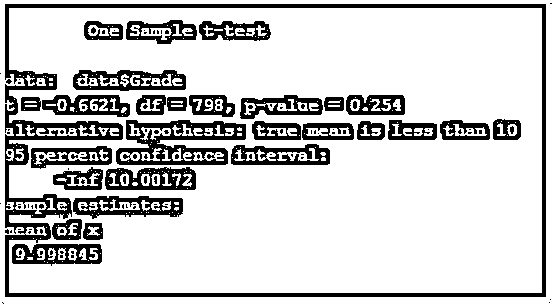 One Sample t-test
data: data$Grade
t = -0.6621, df = 798, p-value = 0.254
alternative hypothesis: true mean is less than 10
95 percent confidence interval:
-Inf 10.00172
sample estimates:
mean of x
9.998845